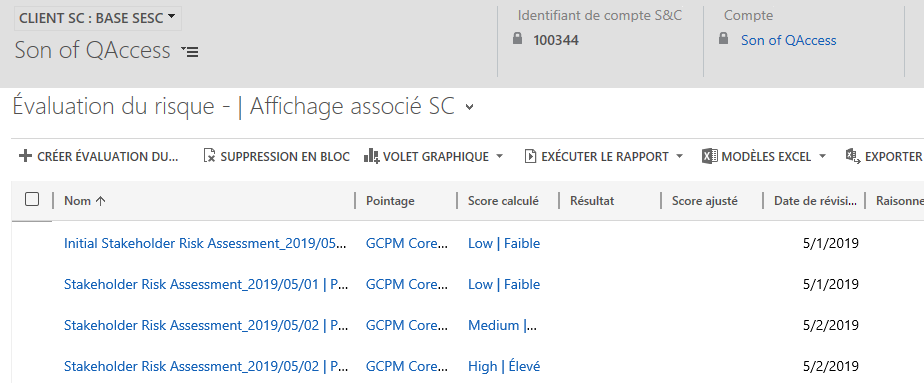 CLIENT SC : BASE SESC
Son of QAccess
Identifiant de compte S&C
100344
Compte
Son of QAccess
Évaluation du risque - | Affichage associé SC
CRÉER ÉVALUATION DU... SUPPRESSION EN BLOC VOLET GRAPHIQUE EXÉCUTER LE RAPPORT MODÈLES EXCEL EXPORTER
Nom Pointage Score calculé Résultat Score ajusté Date de révisi... Raisonne
Initial Stakeholder Risk Assessment_2019/05... GCPM Core... Low | Faible 5/1/2019
Stakeholder Risk Assessment_2019/05/01 | P... GCPM Core... Low | Faible 5/1/2019
Stakeholder Risk Assessment_2019/05/02 | P... GCPM Core... Medium |... 5/2/2019
Stakeholder Risk Assessment_2019/05/02 | P... GCPM Core... High | Élevé 5/2/2019